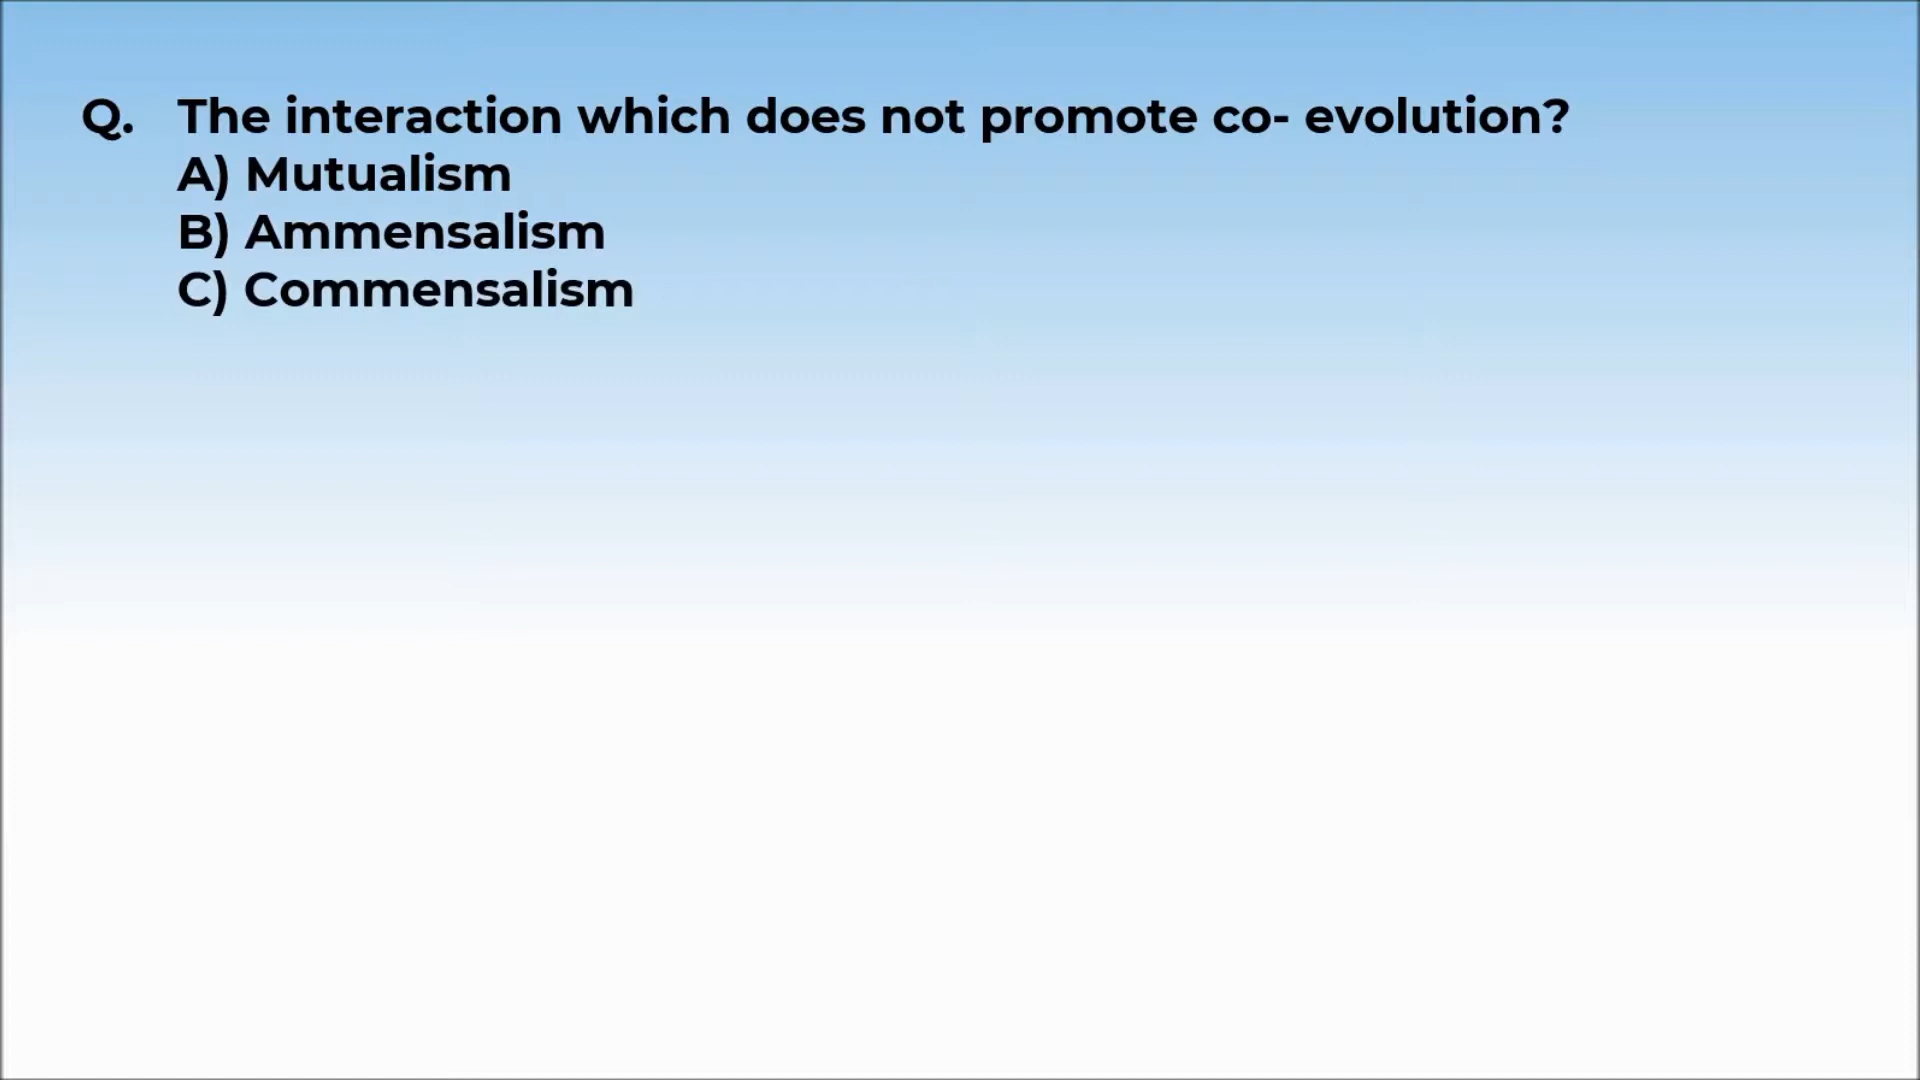 Q. The interaction which does not promote co- evolution?
A) Mutualism
B) Ammensalism
C) Commensalism